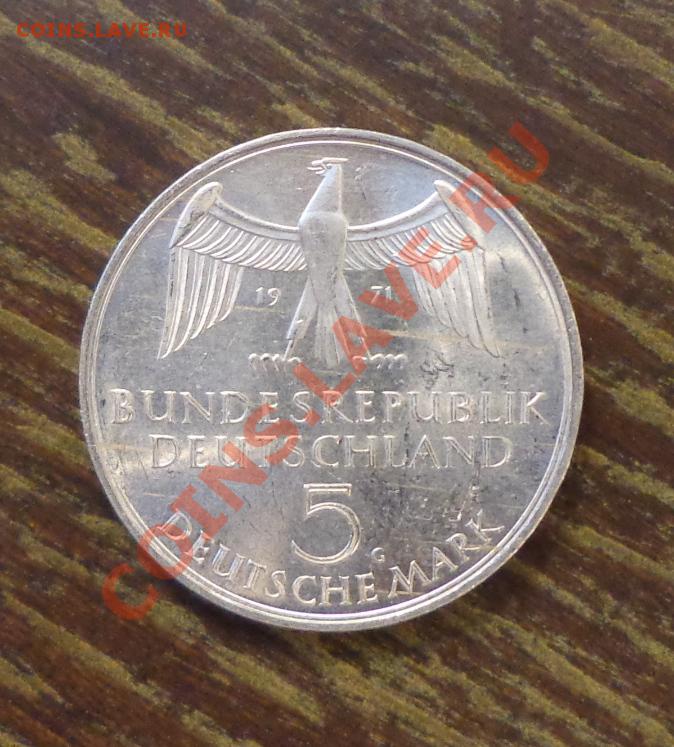 COINS.LAVE.RU
19 71
BUNDESREPUBLIK
DEUTSCHLAND
5
G
DEUTSCHE MARK
COINS.LAVE.RU